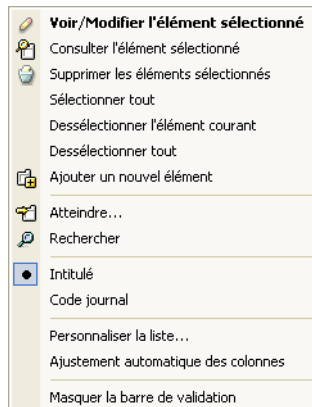 Voir/Modifier l'élément sélectionné
Consulter l'élément sélectionné
Supprimer les éléments sélectionnés
Sélectionner tout
Dessélectionner l'élément courant
Dessélectionner tout
Ajouter un nouvel élément
Atteindre...
Rechercher
Intitulé
Code journal
Personnaliser la liste...
Ajustement automatique des colonnes
Masquer la barre de validation